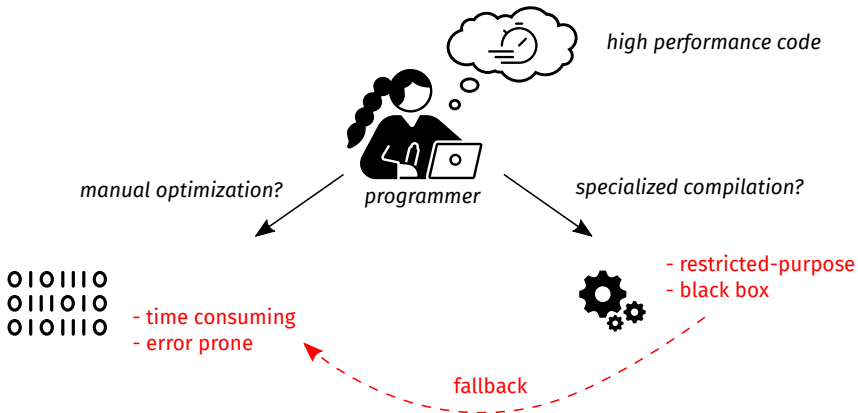 high performance code
manual optimization?
programmer
specialized compilation?
0101110
0111010
0101110
- time consuming
- error prone
- restricted-purpose
- black box
fallback